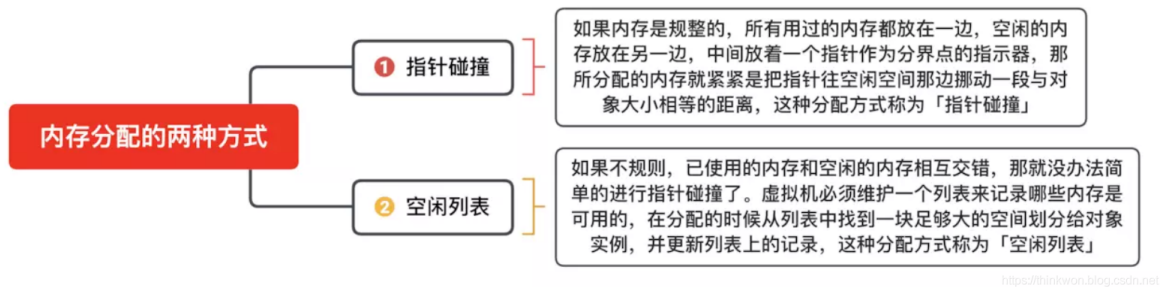 内存分配的两种方式
1 指针碰撞
如果内存是规整的，所有用过的内存都放在一边，空闲的内
存放在另一边，中间放着一个指针作为分界点的指示器，那
所分配的内存就紧紧是把指针往空闲空间那边挪动一段与对
象大小相等的距离，这种分配方式称为「指针碰撞」
2 空闲列表
如果不规则，已使用的内存和空闲的内存相互交错，那就没办法简
单的进行指针碰撞了。虚拟机必须维护一个列表来记录哪些内存是
可用的，在分配的时候从列表中找到一块足够大的空间划分给对象
实例，并更新列表上的记录，这种分配方式称为「空闲列表」
https://thinkwon.blog.csdn.net